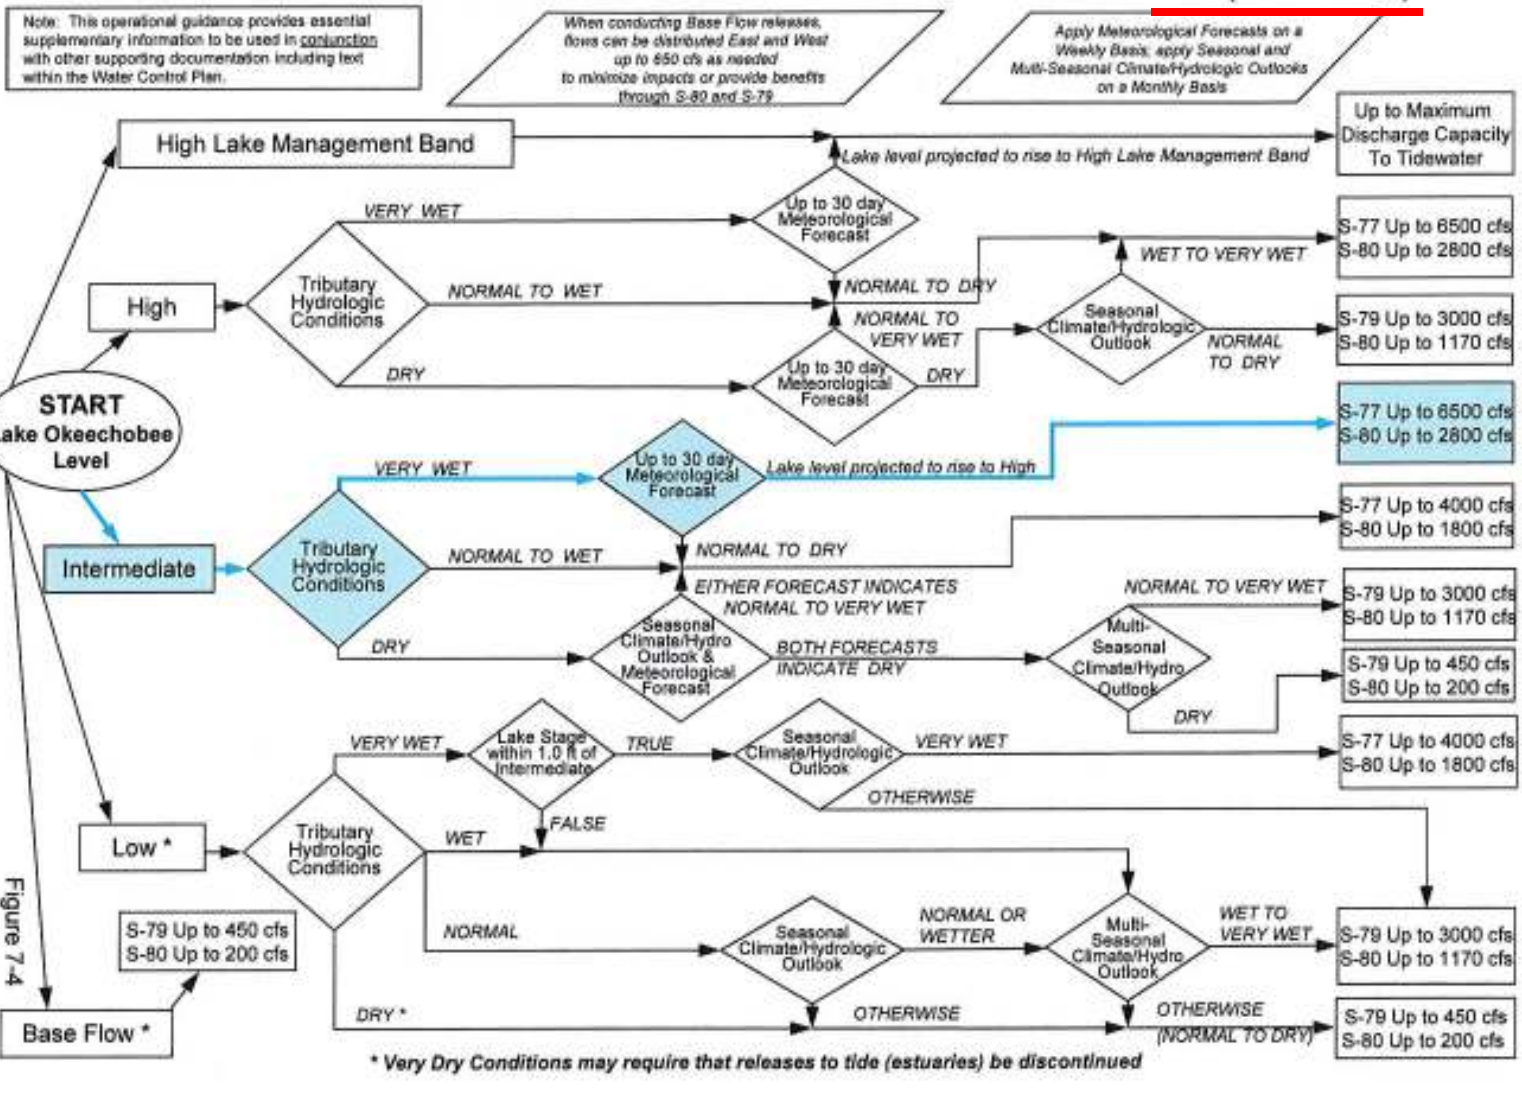 Note: This operational guidance provides essential
supplementary information to be used in conjunction
with other supporting documentation including text
within the Water Control Plan.
When conducting Base Flow releases,
flows can be distributed East and West
up to 650 cfs as needed
to minimize impacts or provide benefits
through S-80 and S-79
Apply Meteorological Forecasts on a
Weekly Basis; apply Seasonal and
Multi-Seasonal Climate/Hydrologic Outlooks
on a Monthly Basis
High Lake Management Band
Lake level projected to rise to High Lake Management Band
Up to Maximum
Discharge Capacity
To Tidewater
High
Tributary
Hydrologic
Conditions
VERY WET
Up to 30 day
Meteorological
Forecast
NORMAL TO WET
NORMAL TO DRY
NORMAL TO
VERY WET
DRY
Up to 30 day
Meteorological
Forecast
DRY
Seasonal
Climate/Hydrologic
Outlook
WET TO VERY WET
NORMAL
TO DRY
S-77 Up to 6500 cfs
S-80 Up to 2800 cfs
S-79 Up to 3000 cfs
S-80 Up to 1170 cfs
START
ake Okeechobee
Level
Intermediate
Tributary
Hydrologic
Conditions
VERY WET
Up to 30 day
Meteorological
Forecast
Lake level projected to rise to High
S-77 Up to 6500 cfs
S-80 Up to 2800 cfs
NORMAL TO WET
NORMAL TO DRY
S-77 Up to 4000 cfs
S-80 Up to 1800 cfs
EITHER FORECAST INDICATES
NORMAL TO VERY WET
DRY
Seasonal
Climate/Hydro
Outlook &
Meteorological
Forecast
BOTH FORECASTS
INDICATE DRY
Multi-
Seasonal
Climate/Hydro
Outlook
NORMAL TO VERY WET
DRY
S-79 Up to 3000 cfs
S-80 Up to 1170 cfs
S-79 Up to 450 cfs
S-80 Up to 200 cfs
Low *
Tributary
Hydrologic
Conditions
VERY WET
Lake Stage
within 1.0 ft of
Intermediate
TRUE
Seasonal
Climate/Hydrologic
Outlook
VERY WET
S-77 Up to 4000 cfs
S-80 Up to 1800 cfs
OTHERWISE
FALSE
WET
NORMAL
Seasonal
Climate/Hydrologic
Outlook
NORMAL OR
WETTER
Multi-
Seasonal
Climate/Hydro
Outlook
WET TO
VERY WET
S-79 Up to 3000 cfs
S-80 Up to 1170 cfs
DRY *
OTHERWISE
OTHERWISE
(NORMAL TO DRY)
S-79 Up to 450 cfs
S-80 Up to 200 cfs
S-79 Up to 450 cfs
S-80 Up to 200 cfs
Base Flow *
Figure 7-4
* Very Dry Conditions may require that releases to tide (estuaries) be discontinued